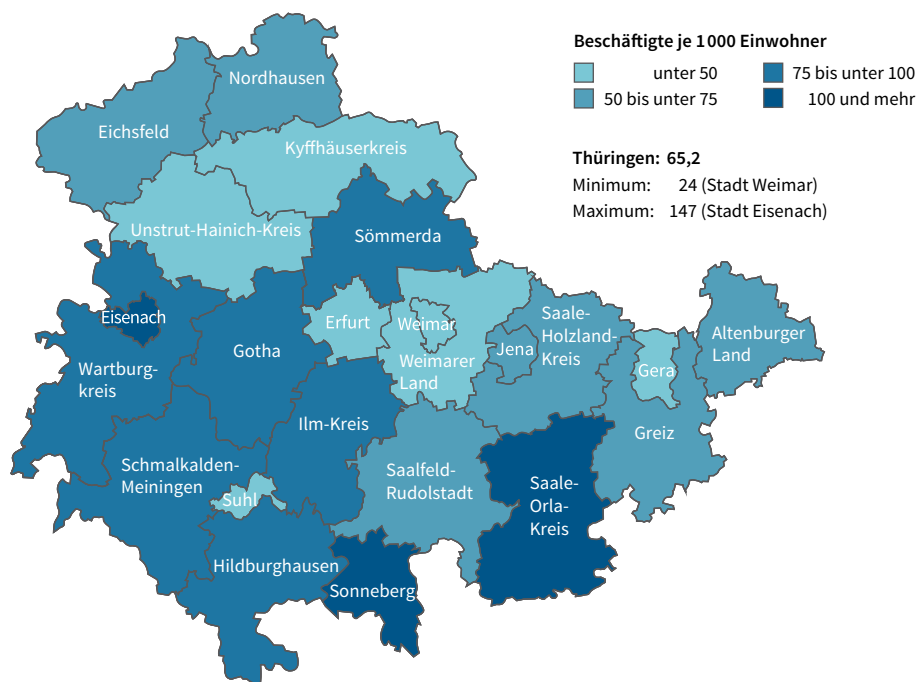 Beschäftigte je 1000 Einwohner
unter 50
75 bis unter 100
50 bis unter 75
100 und mehr
Thüringen: 65,2
Minimum: 24 (Stadt Weimar)
Maximum: 147 (Stadt Eisenach)
Nordhausen
Eichsfeld
Kyffhäuserkreis
Unstrut-Hainich-Kreis
Sömmerda
Eisenach
Erfurt
Weimar
Saale-
Holzland-
Kreis
Jena
Altenburger
Land
Gotha
Weimarer
Land
Gera
Wartburg-
kreis
Ilm-Kreis
Greiz
Schmalkalden-
Meiningen
Saalfeld-
Rudolstadt
Saale-
Orla-
Kreis
Suhl
Hildburghausen
Sonneberg